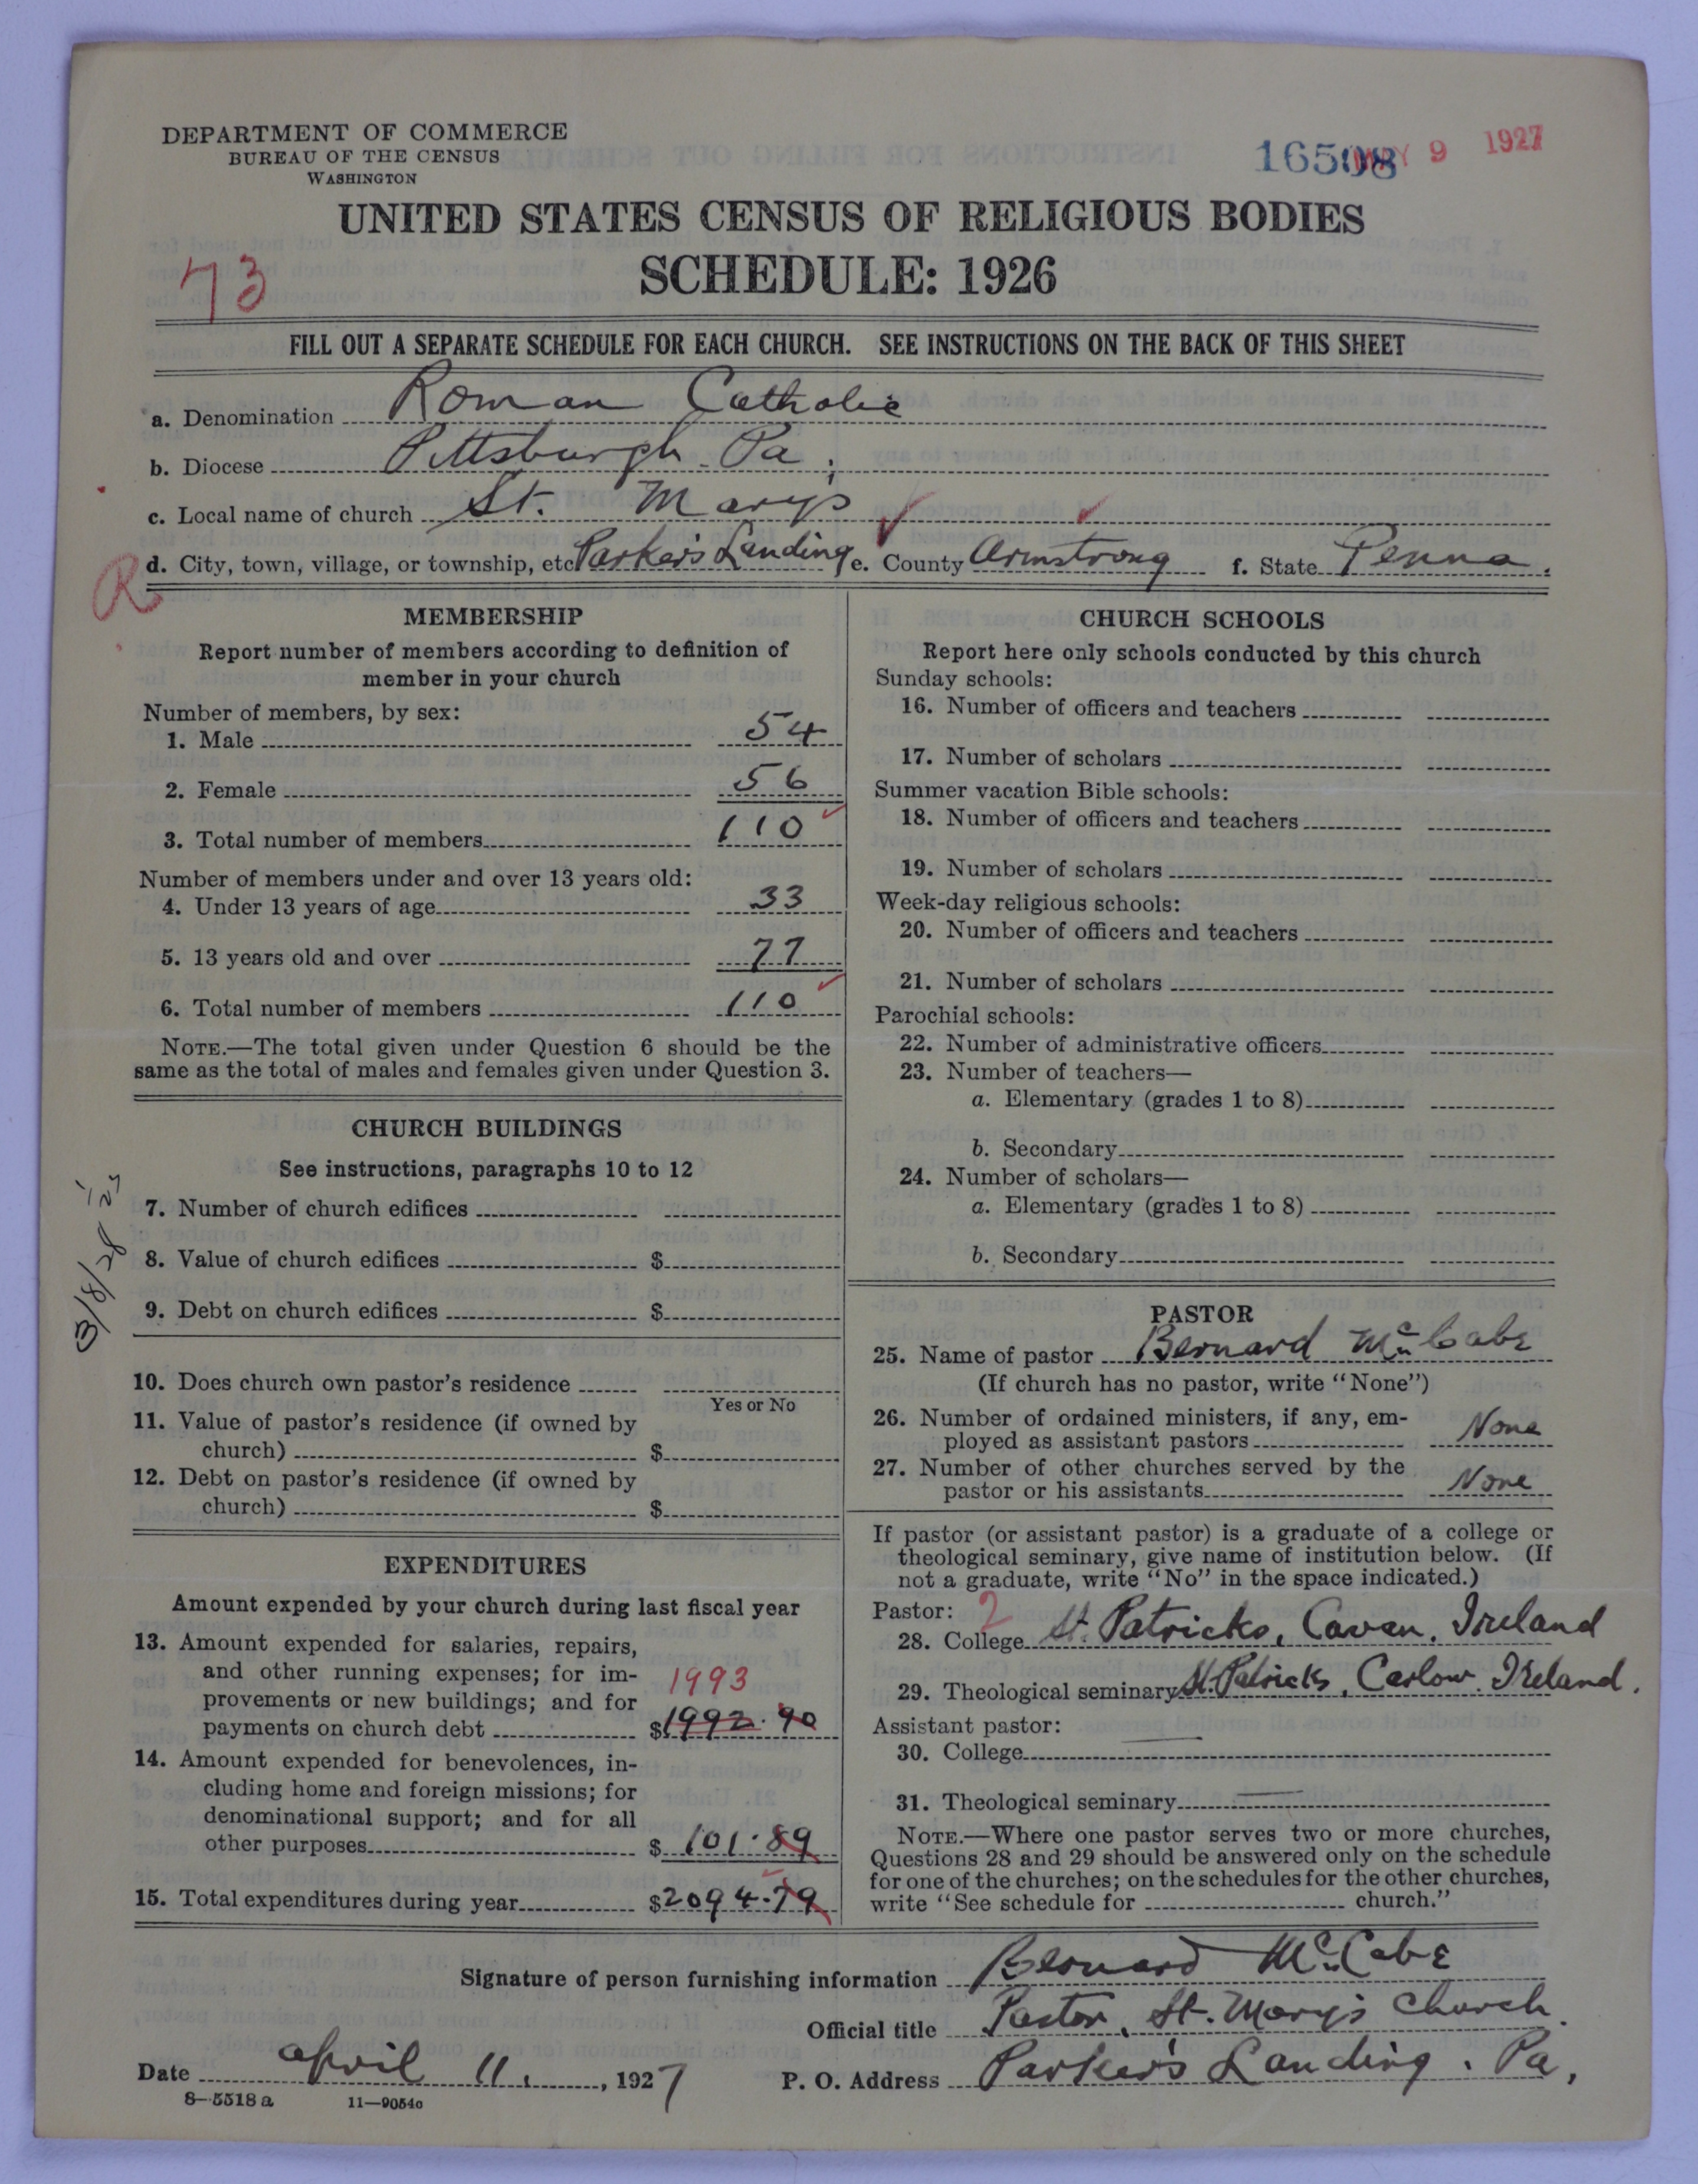 DEPARTMENT OF COMMERCE
BUREAU OF THE CENSUS
WASHINGTON
16508 MAY 9 1927
UNITED STATES CENSUS OF RELIGIOUS BODIES
SCHEDULE: 1926
73
FILL OUT A SEPARATE SCHEDULE FOR EACH CHURCH. SEE INSTRUCTIONS ON THE BACK OF THIS SHEET
a. Denomination Roman Catholic
b. Diocese Pittsburgh Pa.
c. Local name of church St. Mary's
R
d. City, town, village, or township, etc Parker's Landing e. County Armstrong f. State Penna.
MEMBERSHIP
Report number of members according to definition of
member in your church
Number of members, by sex:
1. Male 54
2. Female 56
3. Total number of members 110
Number of members under and over 13 years old:
4. Under 13 years of age 33
5. 13 years old and over 77
6. Total number of members 110
NOTE.—The total given under Question 6 should be the
same as the total of males and females given under Question 3.
CHURCH BUILDINGS
See instructions, paragraphs 10 to 12
7. Number of church edifices
8. Value of church edifices $
9. Debt on church edifices $
3/8/28
10. Does church own pastor's residence
Yes or No
11. Value of pastor's residence (if owned by
church) $
12. Debt on pastor's residence (if owned by
church) $
EXPENDITURES
Amount expended by your church during last fiscal year
13. Amount expended for salaries, repairs,
and other running expenses; for im-
provements or new buildings; and for
1993
payments on church debt $1992.90
14. Amount expended for benevolences, in-
cluding home and foreign missions; for
denominational support; and for all
other purposes $ 101.89
15. Total expenditures during year $2094.79
CHURCH SCHOOLS
Report here only schools conducted by this church
Sunday schools:
16. Number of officers and teachers
17. Number of scholars
Summer vacation Bible schools:
18. Number of officers and teachers
19. Number of scholars
Week-day religious schools:
20. Number of officers and teachers
21. Number of scholars
Parochial schools:
22. Number of administrative officers
23. Number of teachers—
a. Elementary (grades 1 to 8)
b. Secondary
24. Number of scholars—
a. Elementary (grades 1 to 8)
b. Secondary
PASTOR
25. Name of pastor Bernard McCabe
(If church has no pastor, write "None")
26. Number of ordained ministers, if any, em-
ployed as assistant pastors None
27. Number of other churches served by the
pastor or his assistants None
If pastor (or assistant pastor) is a graduate of a college or
theological seminary, give name of institution below. (If
not a graduate, write "No" in the space indicated.)
Pastor: 2
28. College St. Patricks, Cavan, Ireland
29. Theological seminary St. Patricks, Carlow. Ireland.
Assistant pastor:
30. College
31. Theological seminary
NOTE.—Where one pastor serves two or more churches,
Questions 28 and 29 should be answered only on the schedule
for one of the churches; on the schedules for the other churches,
write "See schedule for church."
Signature of person furnishing information Bernard McCabe
Official title Pastor, St. Mary's Church.
Date April 11, 1927
P. O. Address Parker's Landing. Pa,
8-5518 a 11-9054c